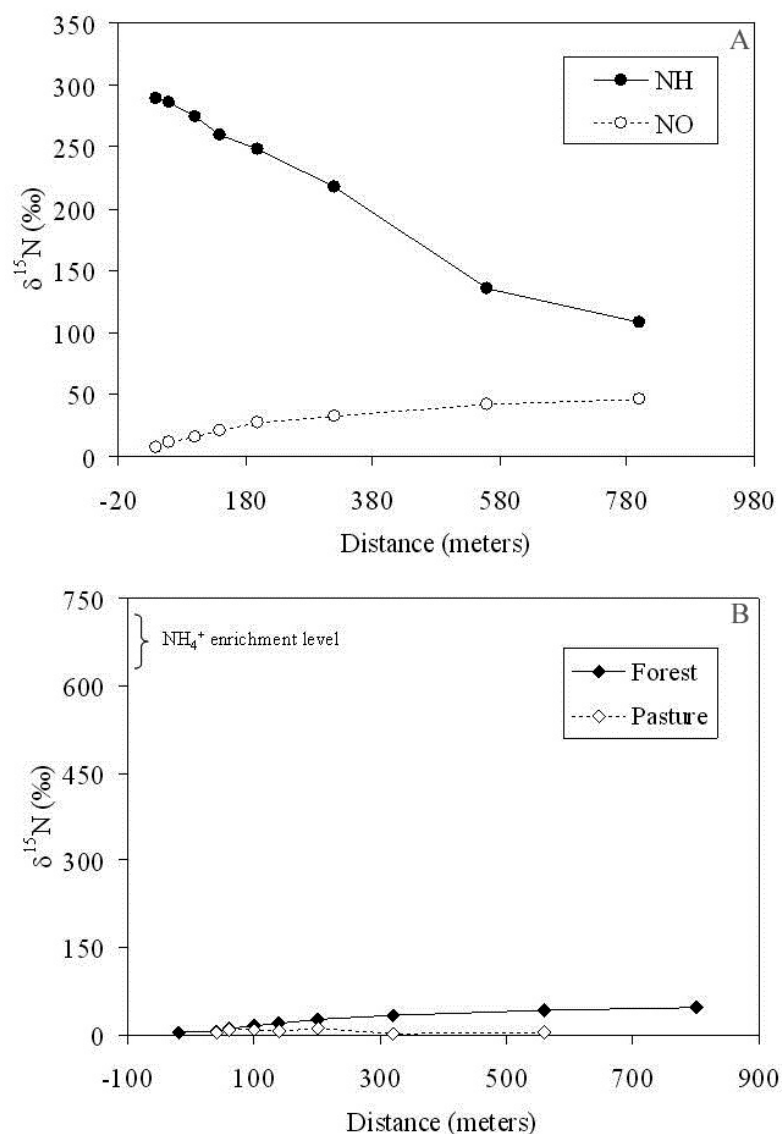 A
350
300
250
200
150
100
50
0
δ¹⁵N (‰)
NH
NO
-20 180 380 580 780 980
Distance (meters)
B
750
600
450
300
150
0
δ¹⁵N (‰)
NH₄⁺ enrichment level
Forest
Pasture
-100 100 300 500 700 900
Distance (meters)